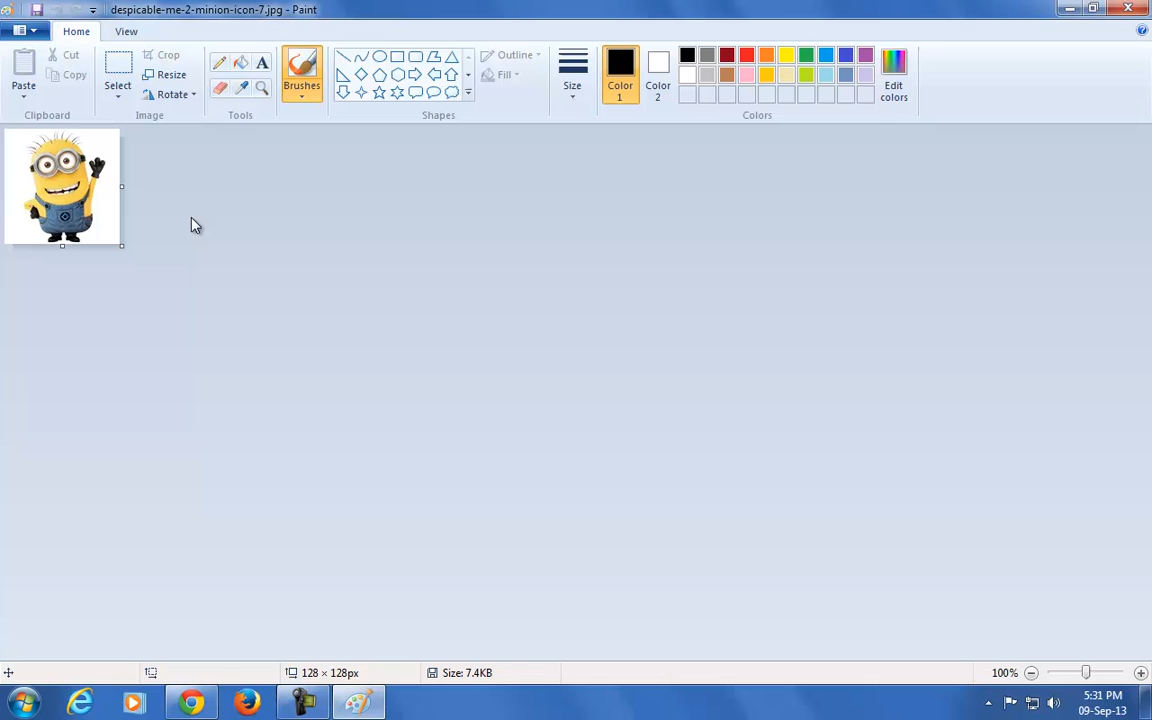 despicable-me-2-minion-icon-7.jpg - Paint
Home View
Paste
Cut
Copy
Clipboard
Select
Crop
Resize
Rotate
Image
A
Tools
Brushes
Outline
Fill
Shapes
Size
Color 1
Color 2
Edit colors
Colors
128 × 128px
Size: 7.4KB
100%
5:31 PM
09-Sep-13